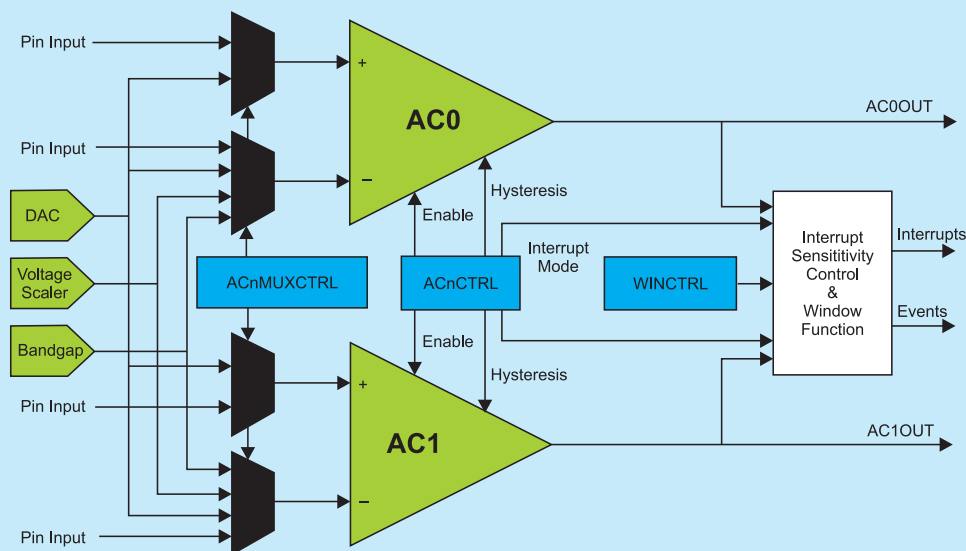 Pin Input
+
AC0
AC0OUT
Pin Input
−
Hysteresis
Enable
DAC
Interrupt
Mode
Interrupt
Sensititivity
Control
&
Window
Function
Interrupts
Voltage
Scaler
ACnMUXCTRL
ACnCTRL
WINCTRL
Events
Bandgap
Enable
Hysteresis
+
Pin Input
AC1
AC1OUT
−
Pin Input